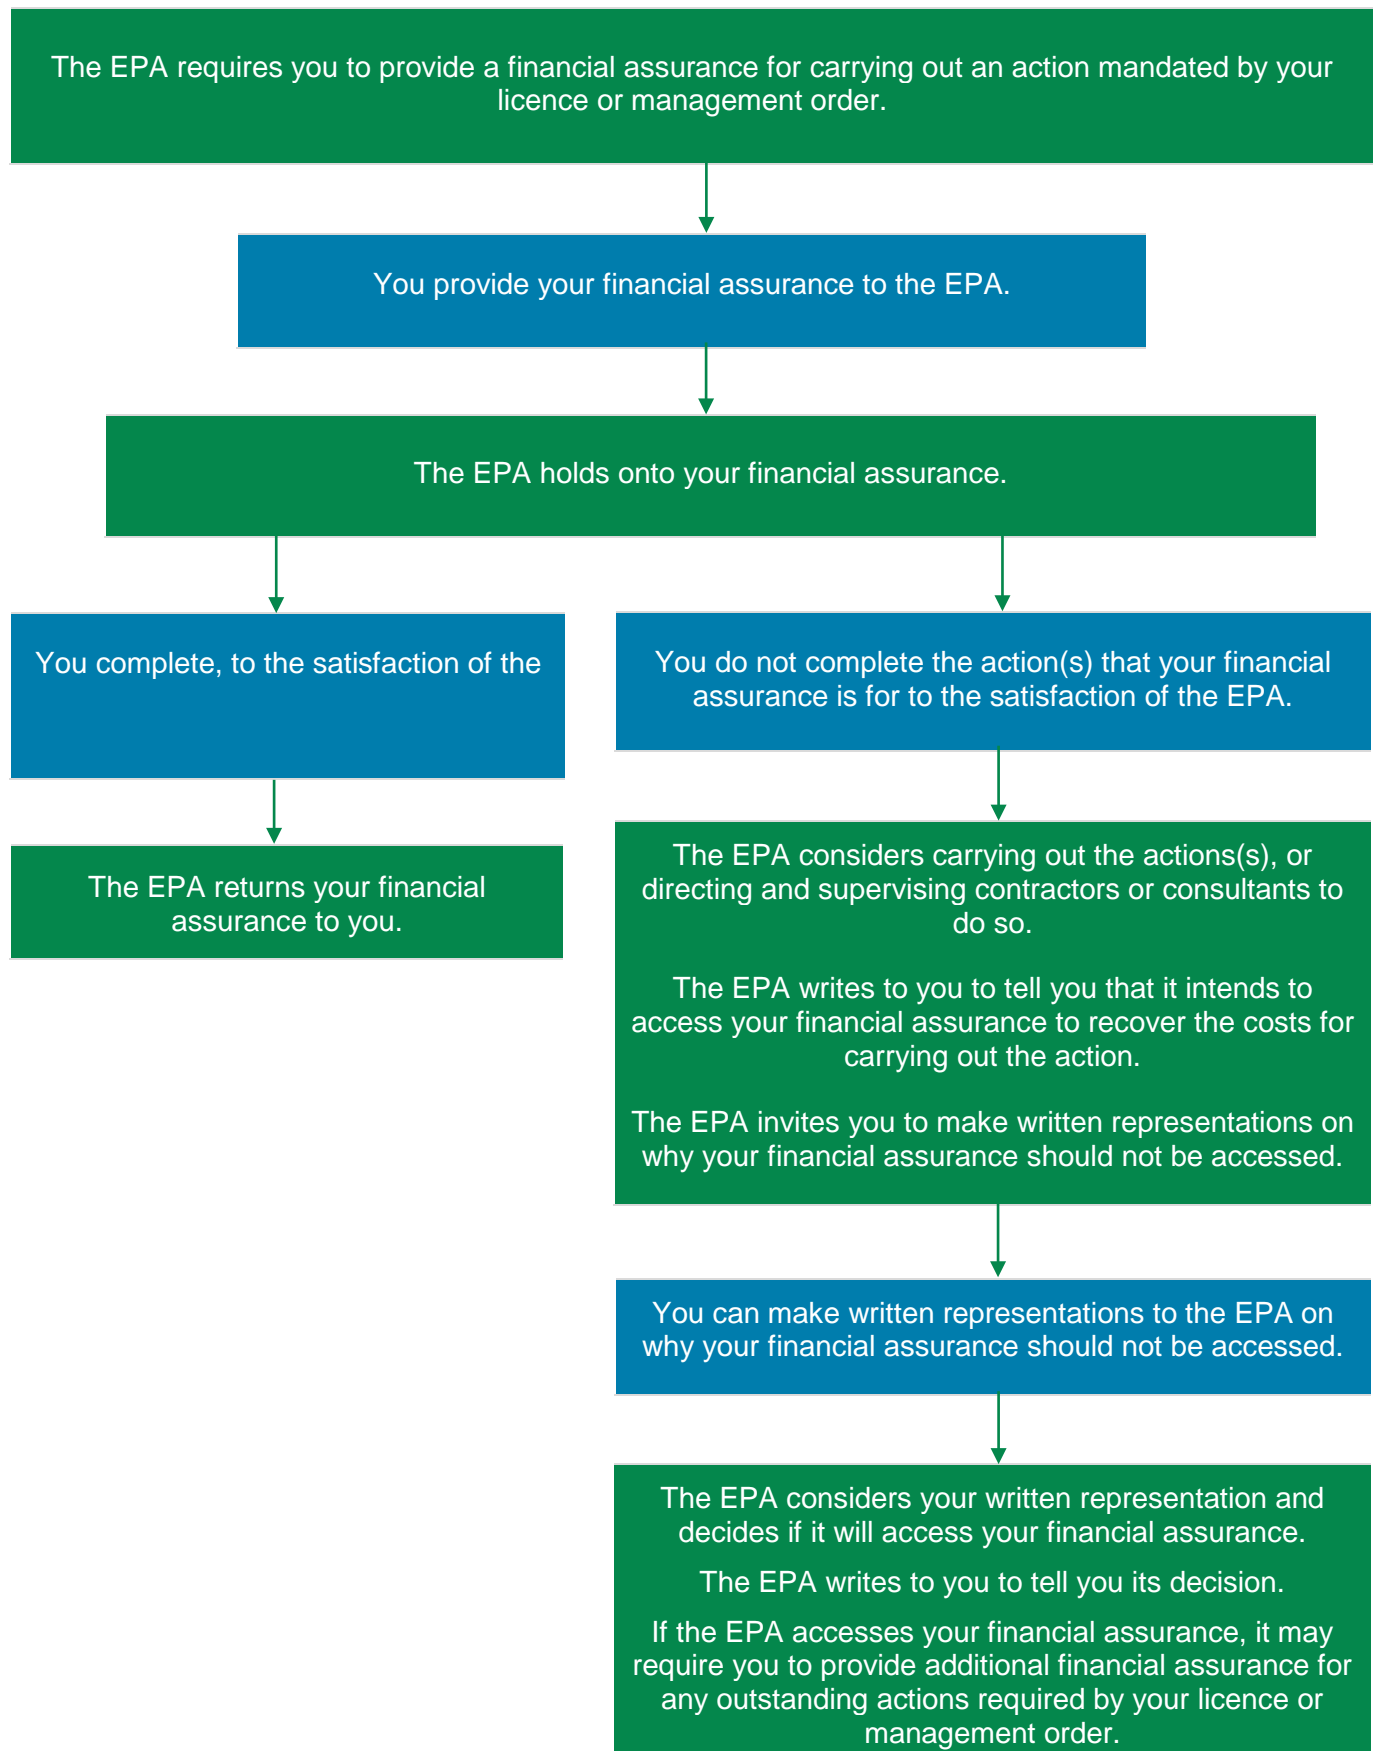 The EPA requires you to provide a financial assurance for carrying out an action mandated by your
licence or management order.
You provide your financial assurance to the EPA.
The EPA holds onto your financial assurance.
You complete, to the satisfaction of the
You do not complete the action(s) that your financial
assurance is for to the satisfaction of the EPA.
The EPA returns your financial
assurance to you.
The EPA considers carrying out the actions(s), or
directing and supervising contractors or consultants to
do so.
The EPA writes to you to tell you that it intends to
access your financial assurance to recover the costs for
carrying out the action.
The EPA invites you to make written representations on
why your financial assurance should not be accessed.
You can make written representations to the EPA on
why your financial assurance should not be accessed.
The EPA considers your written representation and
decides if it will access your financial assurance.
The EPA writes to you to tell you its decision.
If the EPA accesses your financial assurance, it may
require you to provide additional financial assurance for
any outstanding actions required by your licence or
management order.